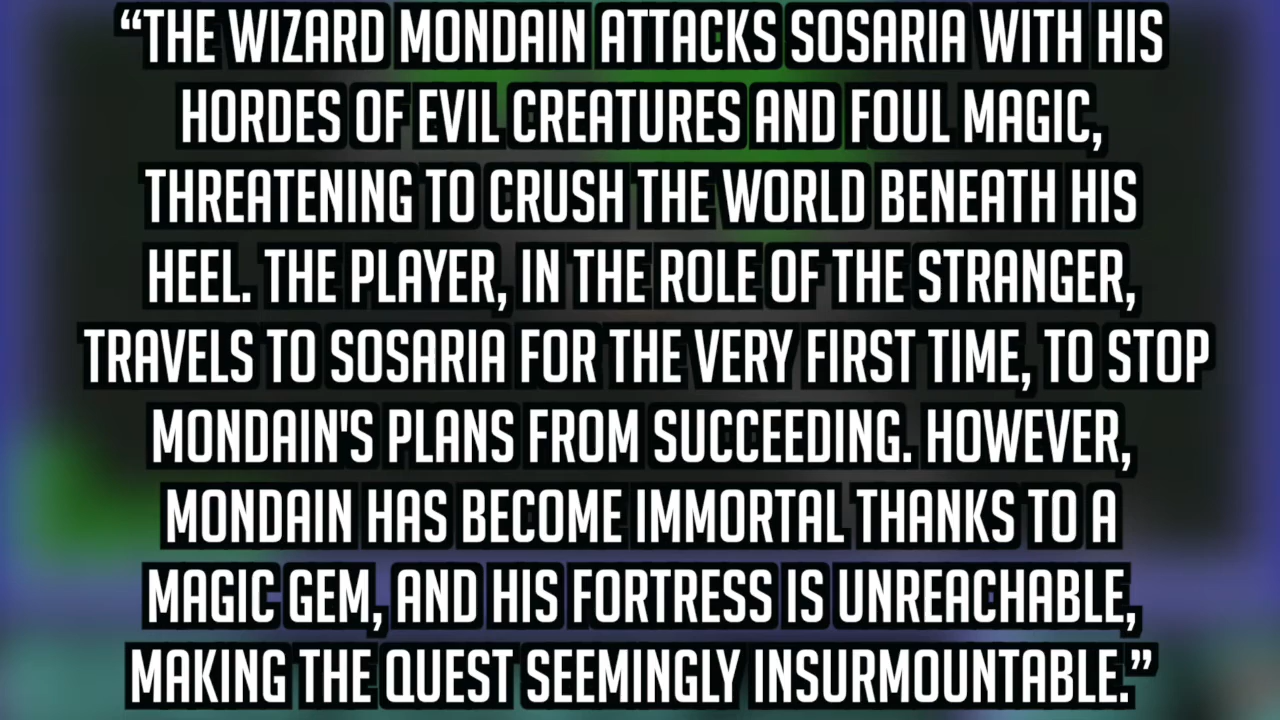 “THE WIZARD MONDAIN ATTACKS SOSARIA WITH HIS
HORDES OF EVIL CREATURES AND FOUL MAGIC,
THREATENING TO CRUSH THE WORLD BENEATH HIS
HEEL. THE PLAYER, IN THE ROLE OF THE STRANGER,
TRAVELS TO SOSARIA FOR THE VERY FIRST TIME, TO STOP
MONDAIN'S PLANS FROM SUCCEEDING. HOWEVER,
MONDAIN HAS BECOME IMMORTAL THANKS TO A
MAGIC GEM, AND HIS FORTRESS IS UNREACHABLE,
MAKING THE QUEST SEEMINGLY INSURMOUNTABLE.”